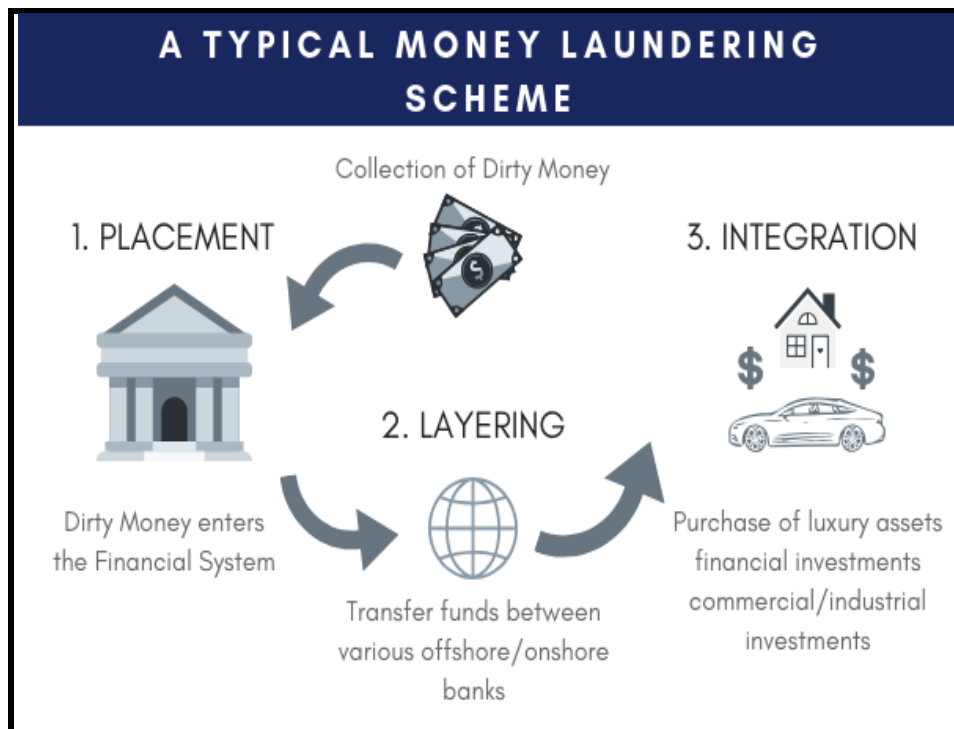 A TYPICAL MONEY LAUNDERING
SCHEME
Collection of Dirty Money
1. PLACEMENT
Dirty Money enters
the Financial System
2. LAYERING
Transfer funds between
various offshore/onshore
banks
3. INTEGRATION
$ $
Purchase of luxury assets
financial investments
commercial/industrial
investments